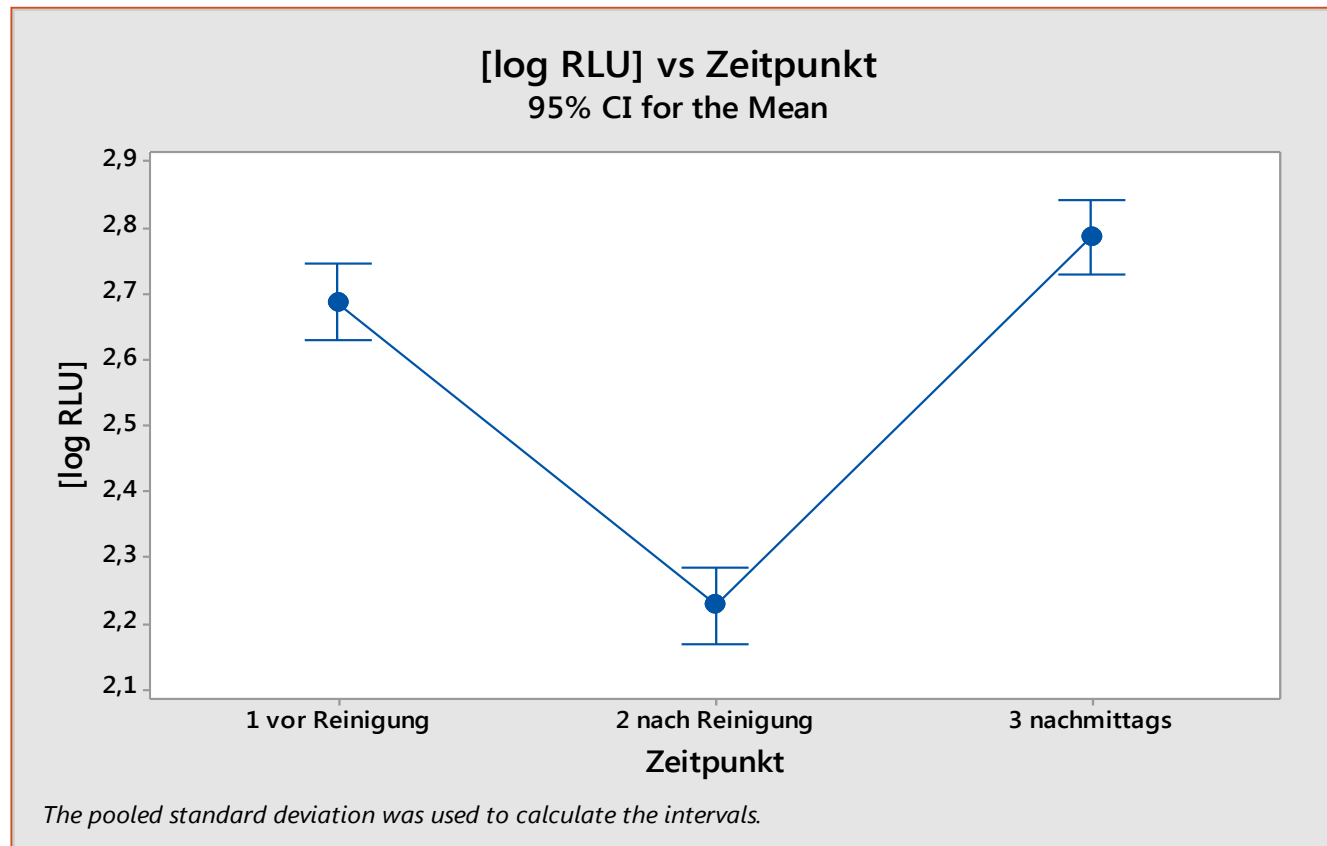 [log RLU] vs Zeitpunkt
95% CI for the Mean
2,9
2,8
2,7
2,6
2,5
2,4
2,3
2,2
2,1
[log RLU]
1 vor Reinigung
2 nach Reinigung
3 nachmittags
Zeitpunkt
The pooled standard deviation was used to calculate the intervals.